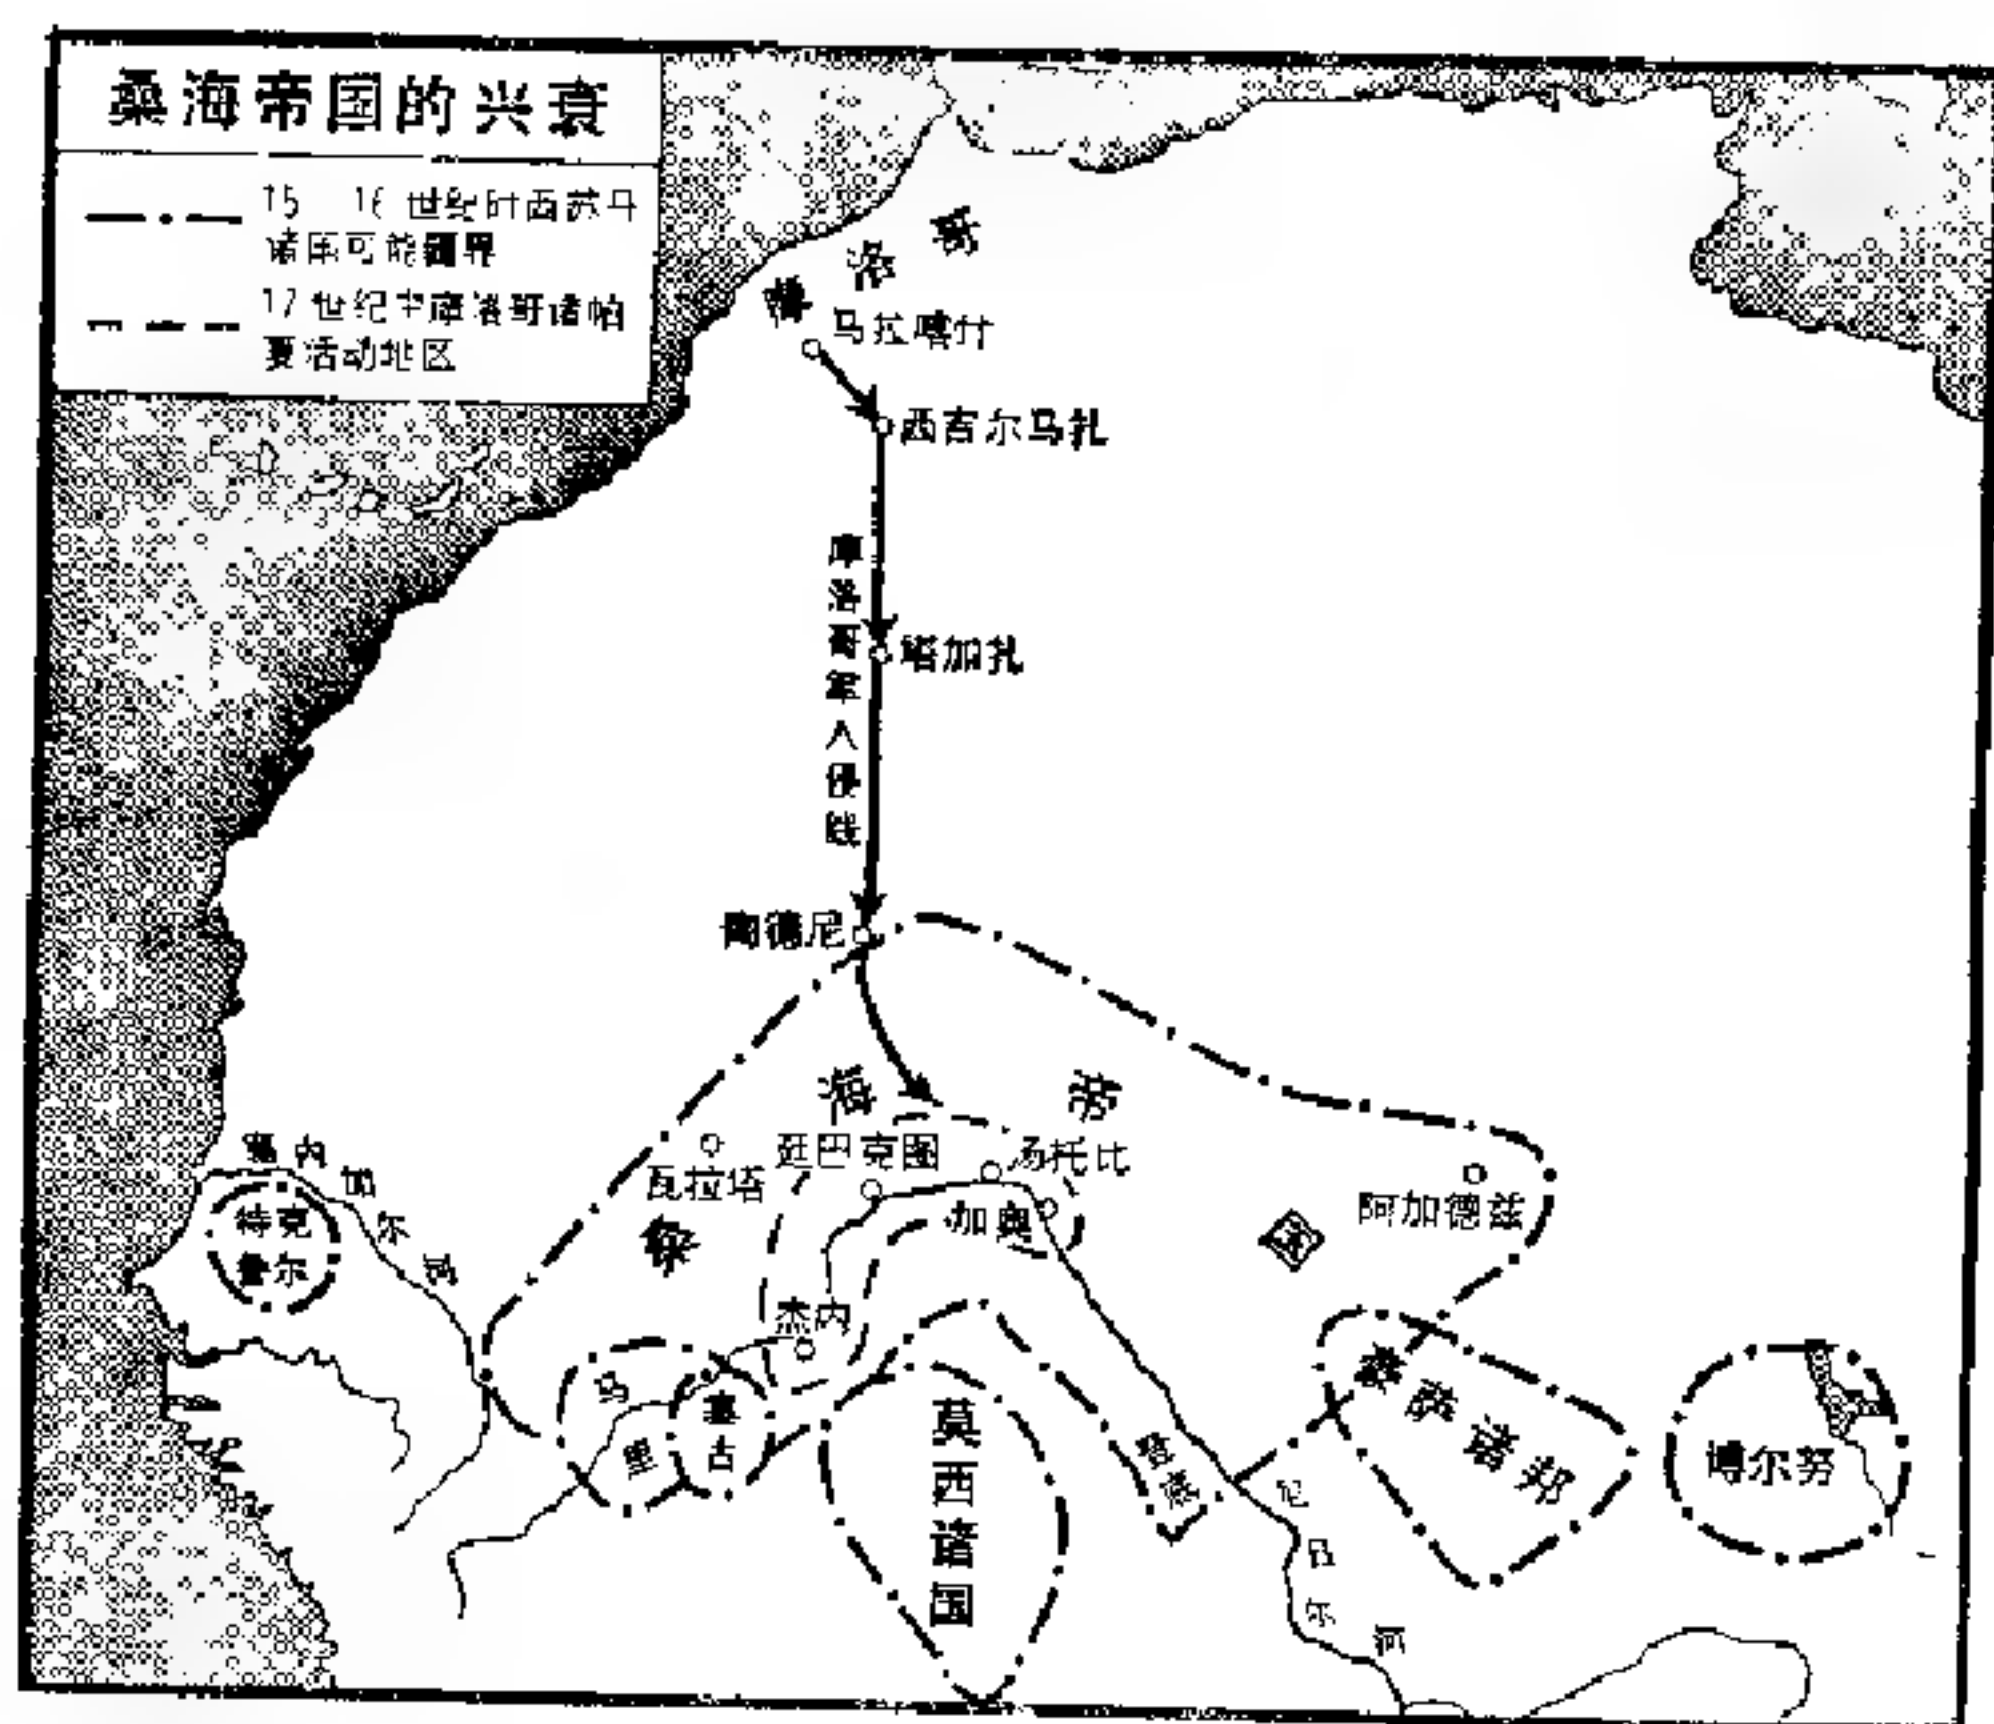 桑海帝国的兴衰
15 16世纪时西苏丹
诸国可能疆界
17世纪中摩洛哥诸帕
夏活动地区
摩洛哥
马拉喀什
西吉尔马扎
摩洛哥军入侵线
塔加扎
陶德尼
桑海帝国
瓦拉塔
廷巴克图
汤托比
加奥
阿加德兹
塞内冈尔河
特克
鲁尔
杰内
马里
塞古
莫西诸国
豪萨诸邦
博尔努
尼日尔河